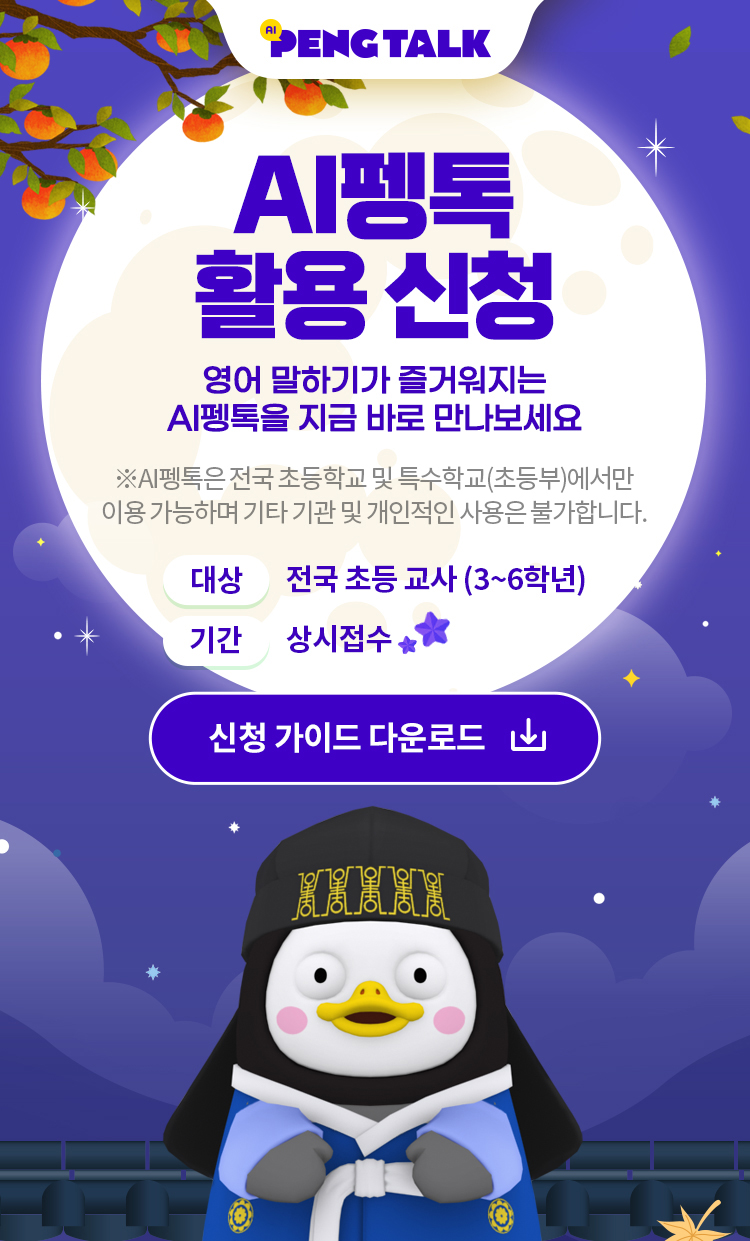 AI
PENGTALK
AI펭톡
활용 신청
영어 말하기가 즐거워지는
AI펭톡을 지금 바로 만나보세요
※AI펭톡은 전국 초등학교 및 특수학교(초등부)에서만
이용 가능하며 기타 기관 및 개인적인 사용은 불가합니다.
대상 전국 초등 교사 (3~6학년)
기간 상시접수
신청 가이드 다운로드